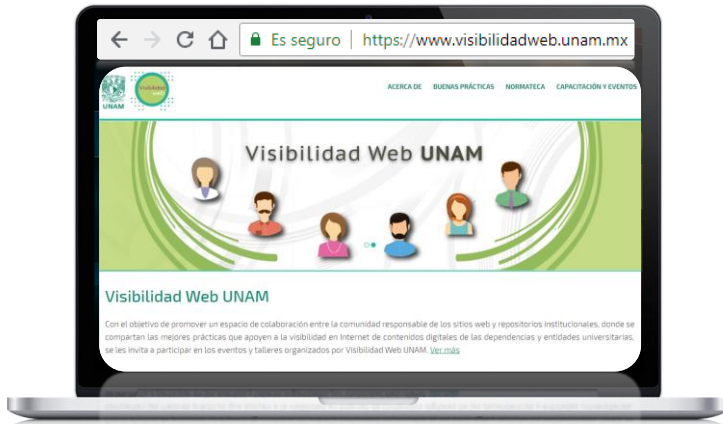 Es seguro | https://www.visibilidadweb.unam.mx
UNAM
Visibilidad
web
ACERCA DE BUENAS PRÁCTICAS NORMATECA CAPACITACIÓN Y EVENTOS
Visibilidad Web UNAM
Visibilidad Web UNAM
Con el objetivo de promover un espacio de colaboración entre la comunidad responsable de los sitios web y repositorios institucionales, donde se
compartan las mejores prácticas que apoyen a la visibilidad en Internet de contenidos digitales de las dependencias y entidades universitarias,
se les invita a participar en los eventos y talleres organizados por Visibilidad Web UNAM. Ver más